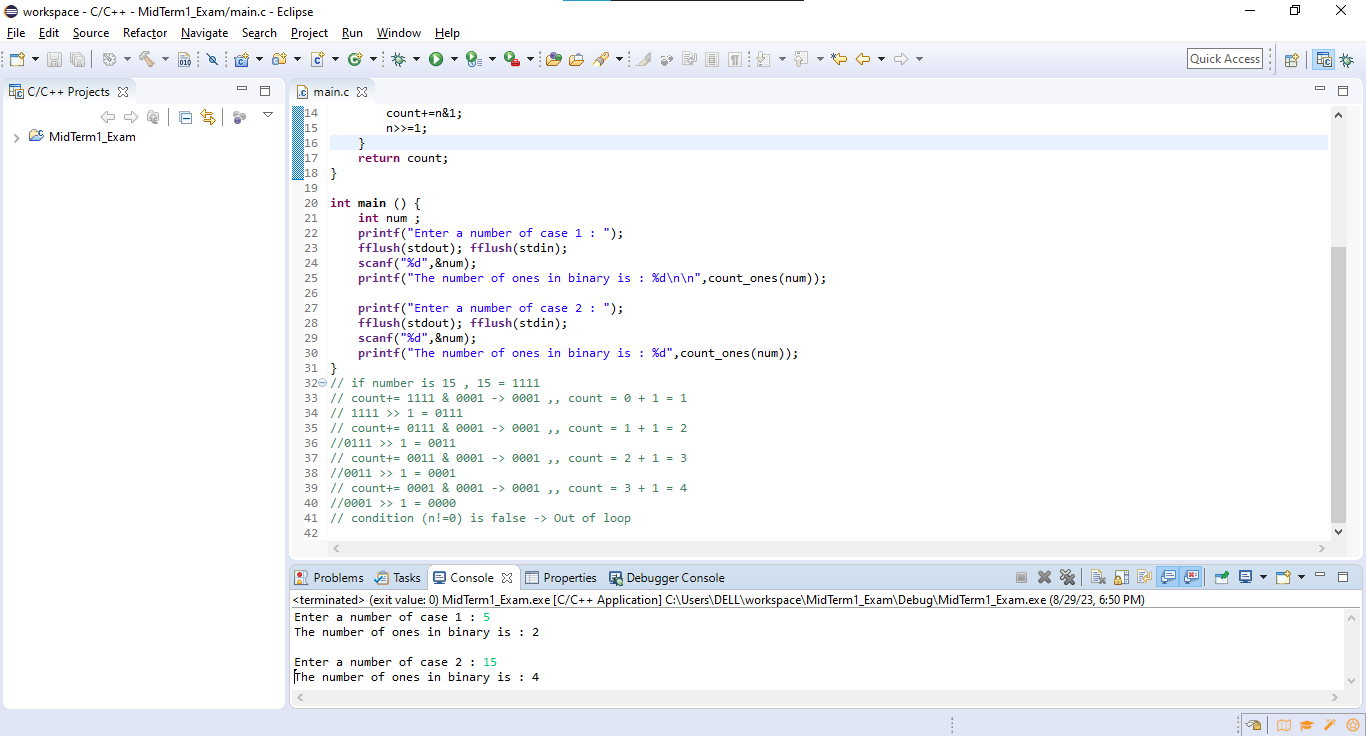 workspace - C/C++ - MidTerm1_Exam/main.c - Eclipse
File Edit Source Refactor Navigate Search Project Run Window Help
Quick Access
C/C++ Projects
MidTerm1_Exam
main.c
14 count+=n&1;
15 n>>=1;
16 }
17 return count;
18 }
19
20 int main () {
21 int num ;
22 printf("Enter a number of case 1 : ");
23 fflush(stdout); fflush(stdin);
24 scanf("%d",&num);
25 printf("The number of ones in binary is : %d\n\n",count_ones(num));
26
27 printf("Enter a number of case 2 : ");
28 fflush(stdout); fflush(stdin);
29 scanf("%d",&num);
30 printf("The number of ones in binary is : %d",count_ones(num));
31 }
32 // if number is 15 , 15 = 1111
33 // count+= 1111 & 0001 -> 0001 ,, count = 0 + 1 = 1
34 // 1111 >> 1 = 0111
35 // count+= 0111 & 0001 -> 0001 ,, count = 1 + 1 = 2
36 //0111 >> 1 = 0011
37 // count+= 0011 & 0001 -> 0001 ,, count = 2 + 1 = 3
38 //0011 >> 1 = 0001
39 // count+= 0001 & 0001 -> 0001 ,, count = 3 + 1 = 4
40 //0001 >> 1 = 0000
41 // condition (n!=0) is false -> Out of loop
42
Problems Tasks Console Properties Debugger Console
<terminated> (exit value: 0) MidTerm1_Exam.exe [C/C++ Application] C:\Users\DELL\workspace\MidTerm1_Exam\Debug\MidTerm1_Exam.exe (8/29/23, 6:50 PM)
Enter a number of case 1 : 5
The number of ones in binary is : 2
Enter a number of case 2 : 15
The number of ones in binary is : 4